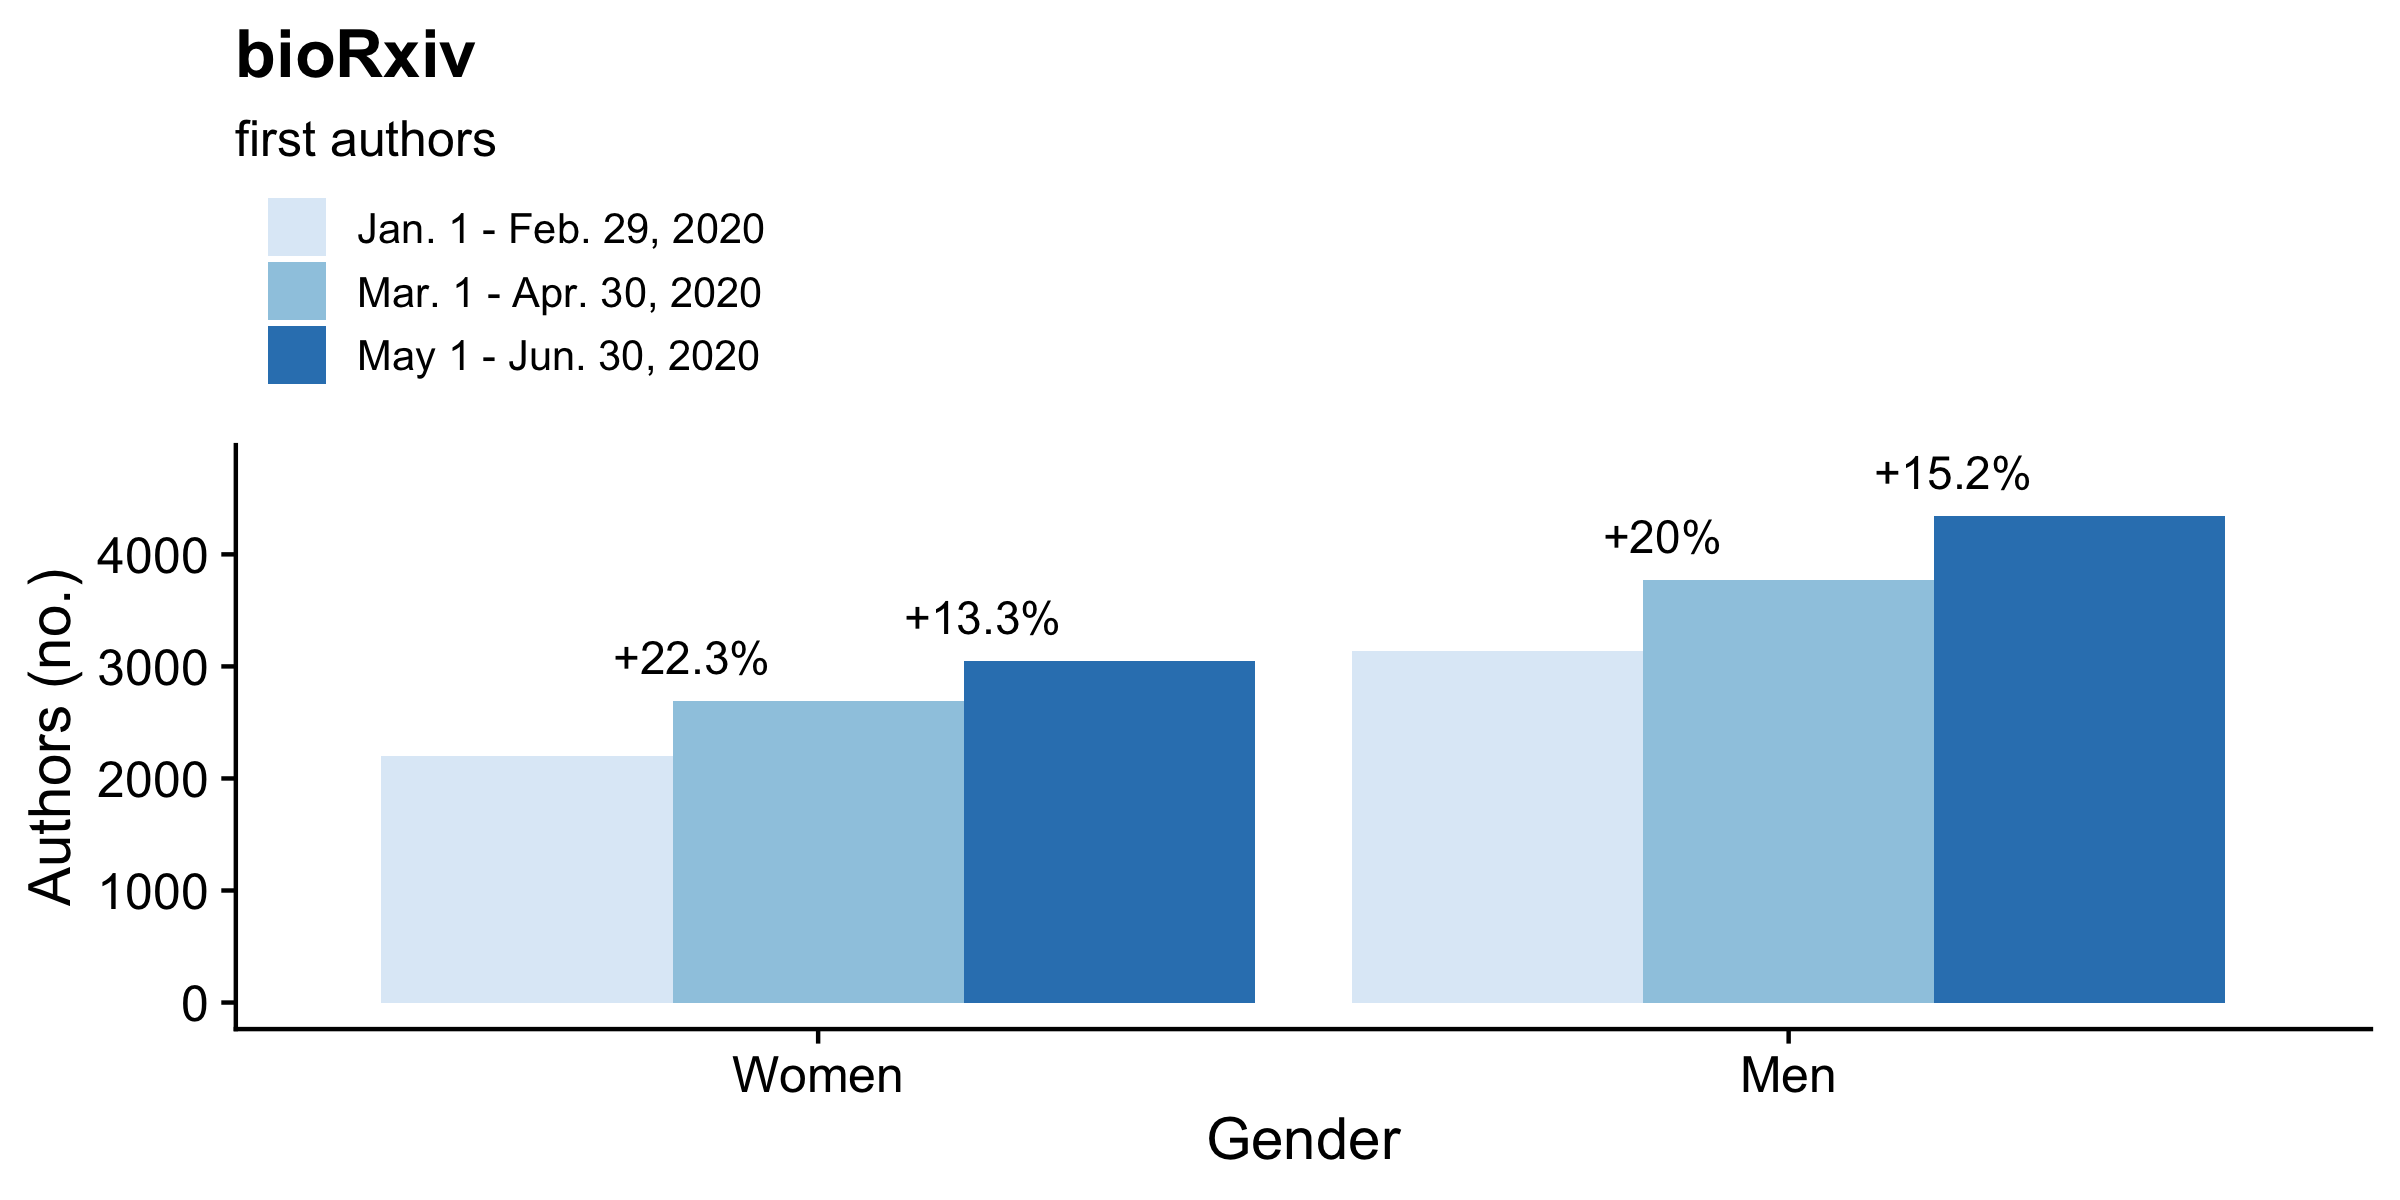 bioRxiv
first authors
Jan. 1 - Feb. 29, 2020
Mar. 1 - Apr. 30, 2020
May 1 - Jun. 30, 2020
Authors (no.)
4000
3000
2000
1000
0
+22.3%
+13.3%
+20%
+15.2%
Women
Men
Gender